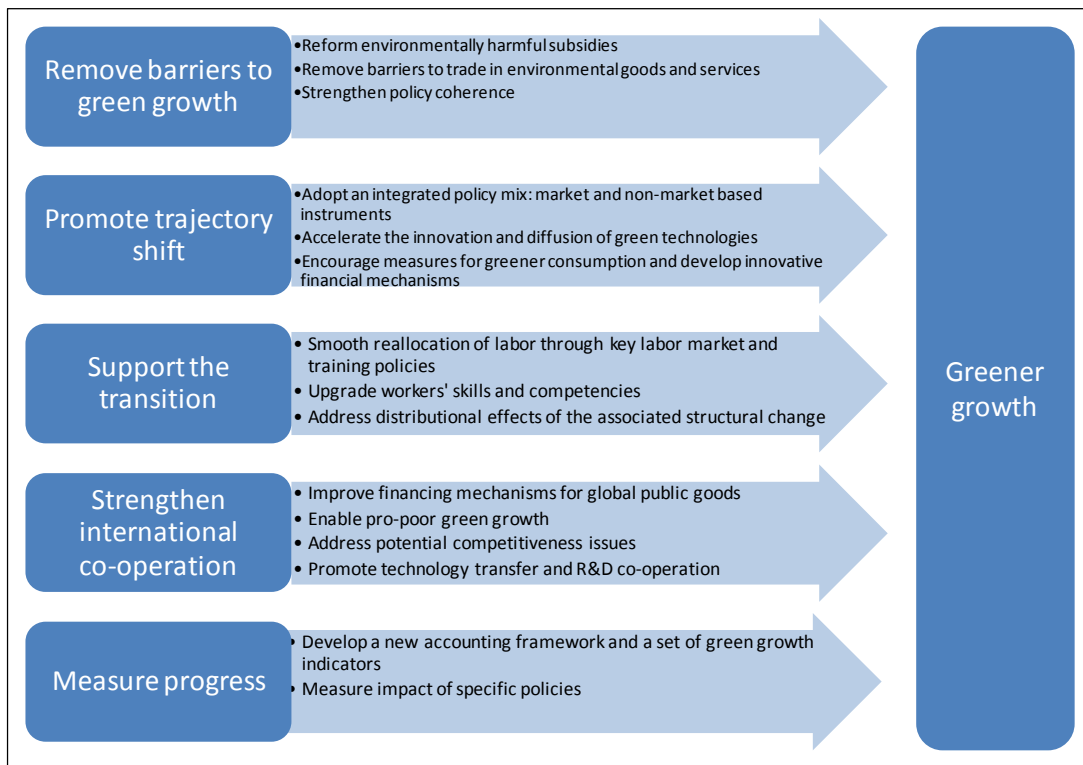 Remove barriers to
green growth
•Reform environmentally harmful subsidies
•Remove barriers to trade in environmental goods and services
•Strengthen policy coherence
Promote trajectory
shift
•Adopt an integrated policy mix: market and non-market based
instruments
•Accelerate the innovation and diffusion of green technologies
•Encourage measures for greener consumption and develop innovative
financial mechanisms
Support the
transition
• Smooth reallocation of labor through key labor market and
training policies
• Upgrade workers' skills and competencies
• Address distributional effects of the associated structural change
Strengthen
international
co-operation
• Improve financing mechanisms for global public goods
• Enable pro-poor green growth
• Address potential competitiveness issues
• Promote technology transfer and R&D co-operation
Measure progress
• Develop a new accounting framework and a set of green growth
indicators
• Measure impact of specific policies
Greener
growth